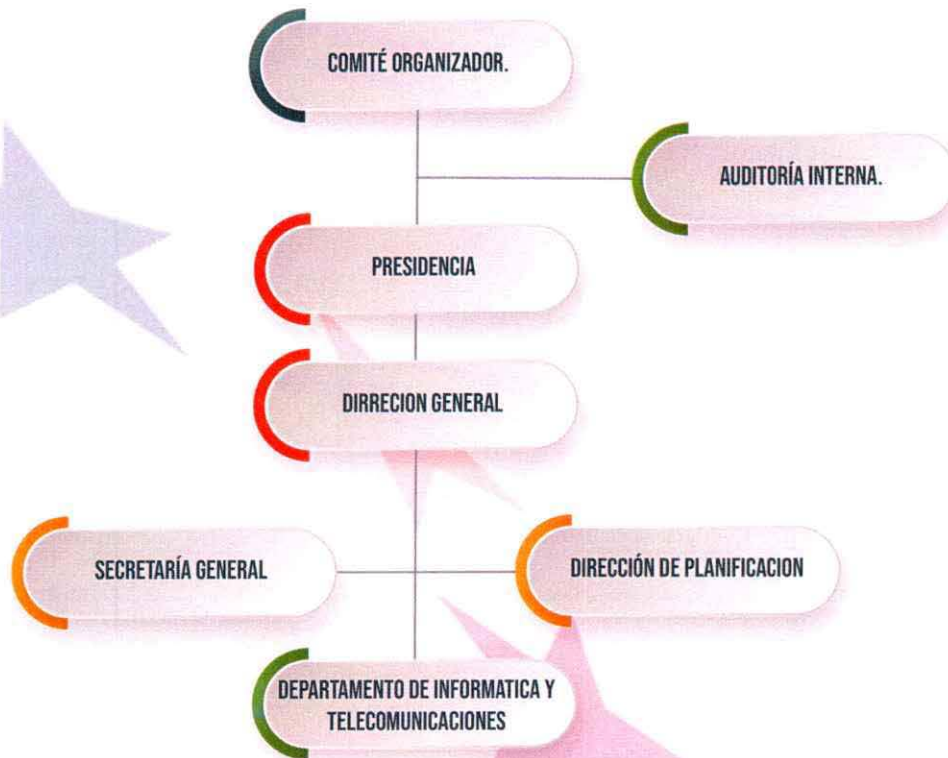 COMITÉ ORGANIZADOR.
AUDITORÍA INTERNA.
PRESIDENCIA
DIRRECION GENERAL
SECRETARÍA GENERAL
DIRECCIÓN DE PLANIFICACION
DEPARTAMENTO DE INFORMATICA Y
TELECOMUNICACIONES